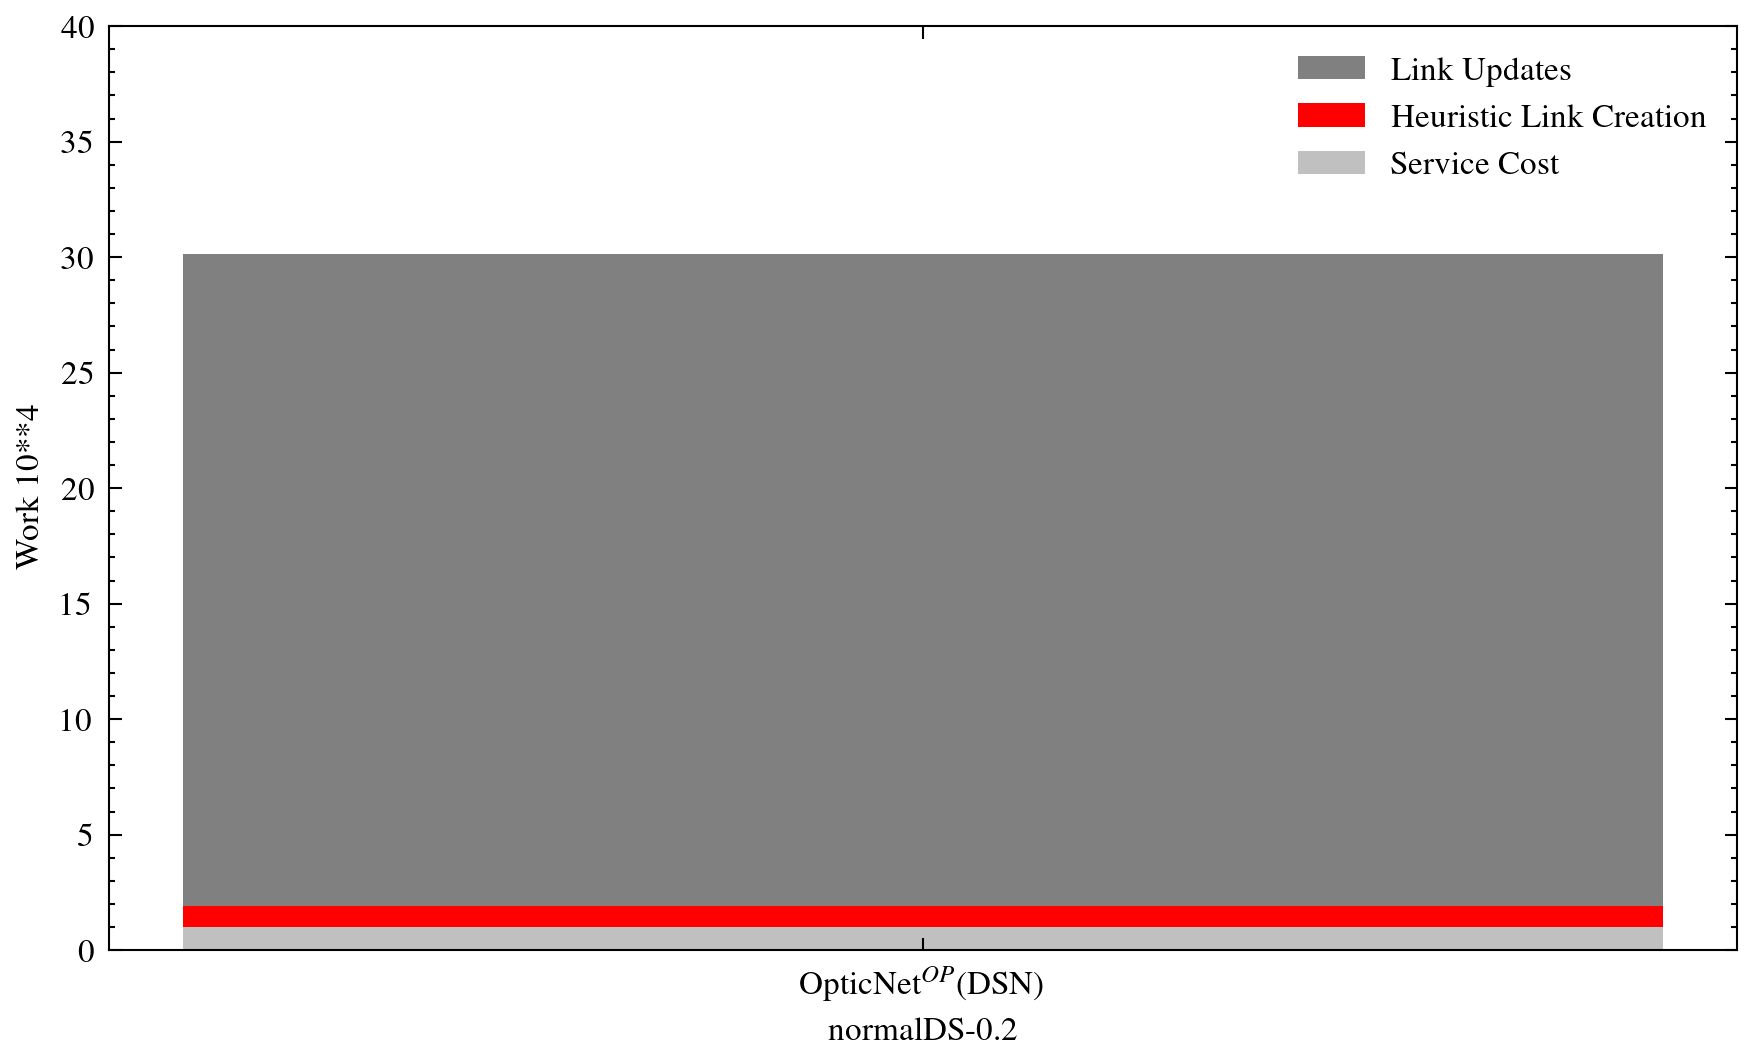 40
35
30
25
20
15
10
5
0
Work 10**4
Link Updates
Heuristic Link Creation
Service Cost
OpticNet^{OP}(DSN)
normalDS-0.2